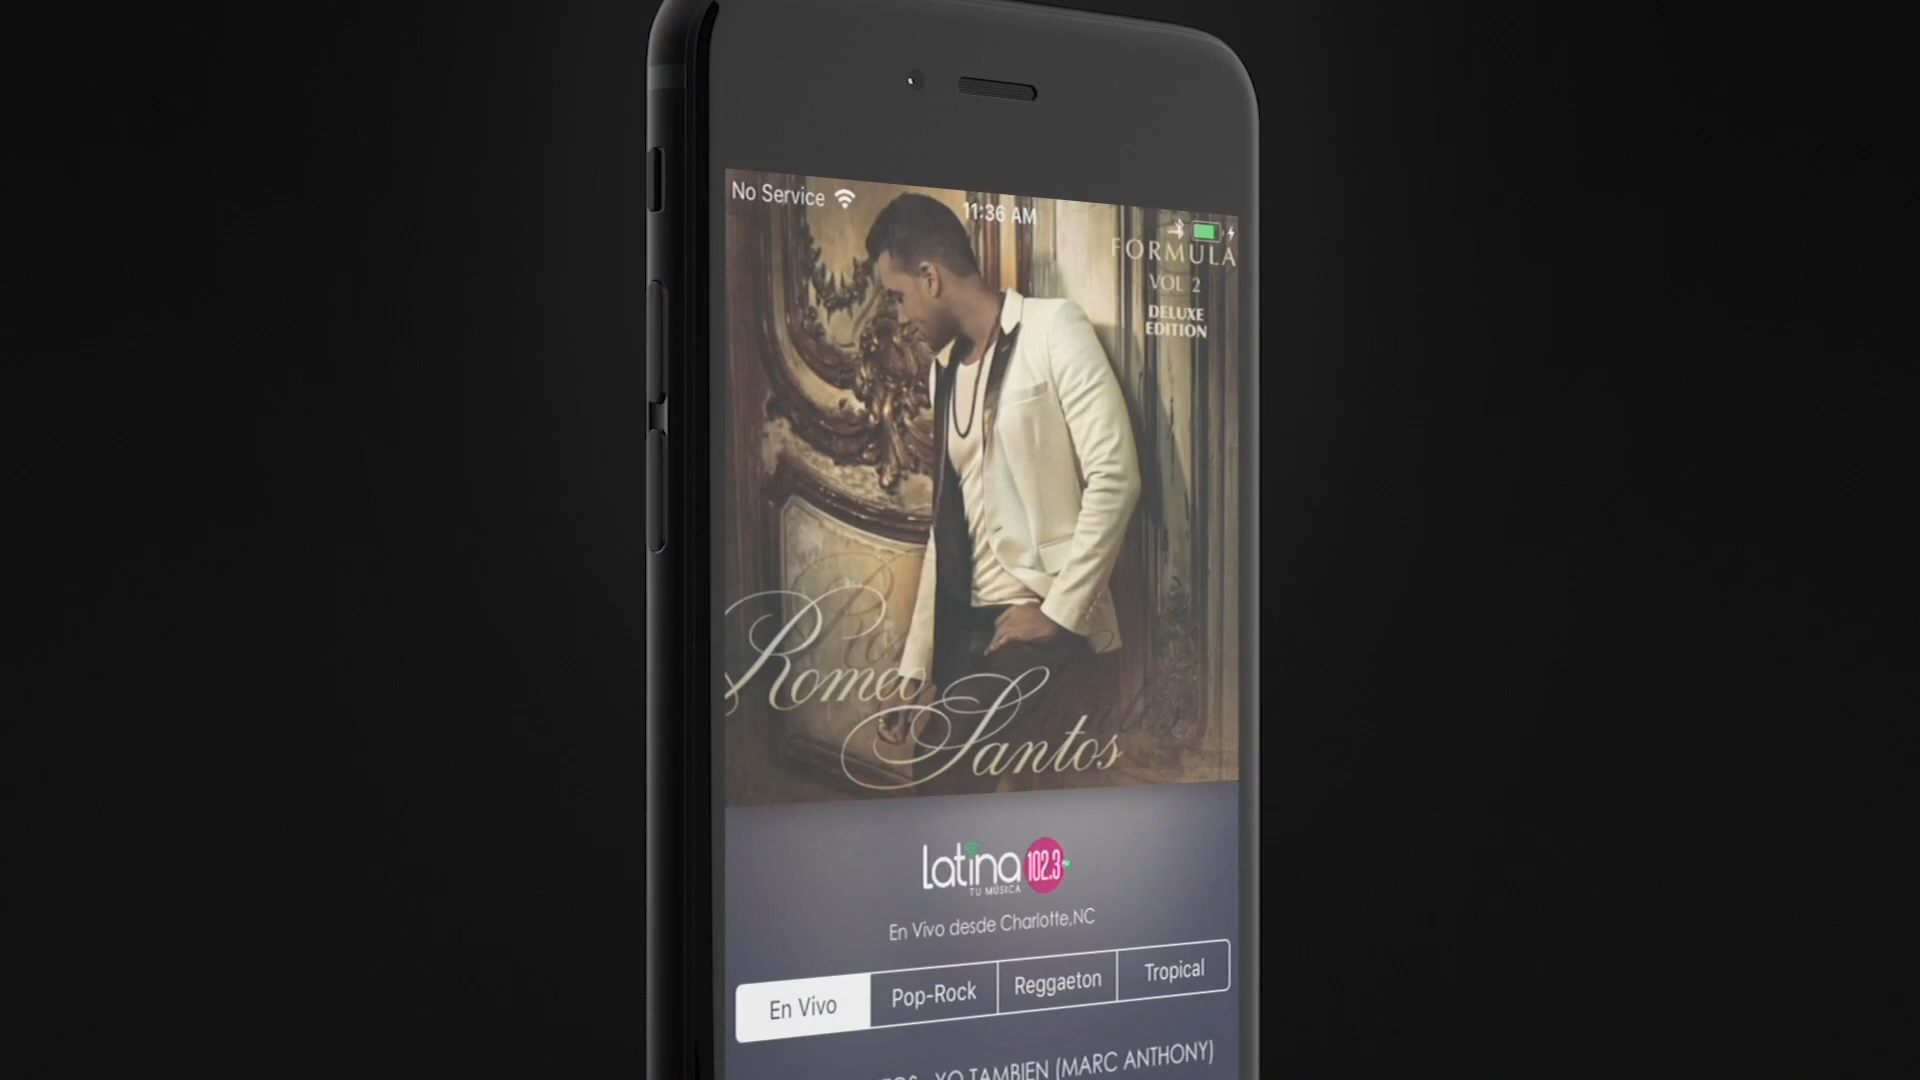 No Service
11:36 AM
FORMULA
VOL 2
DELUXE
EDITION
Romeo
Santos
Latina 102.3
TU MÚSICA
En Vivo desde Charlotte,NC
En Vivo
Pop-Rock
Reggaeton
Tropical
YO TAMBIEN (MARC ANTHONY)